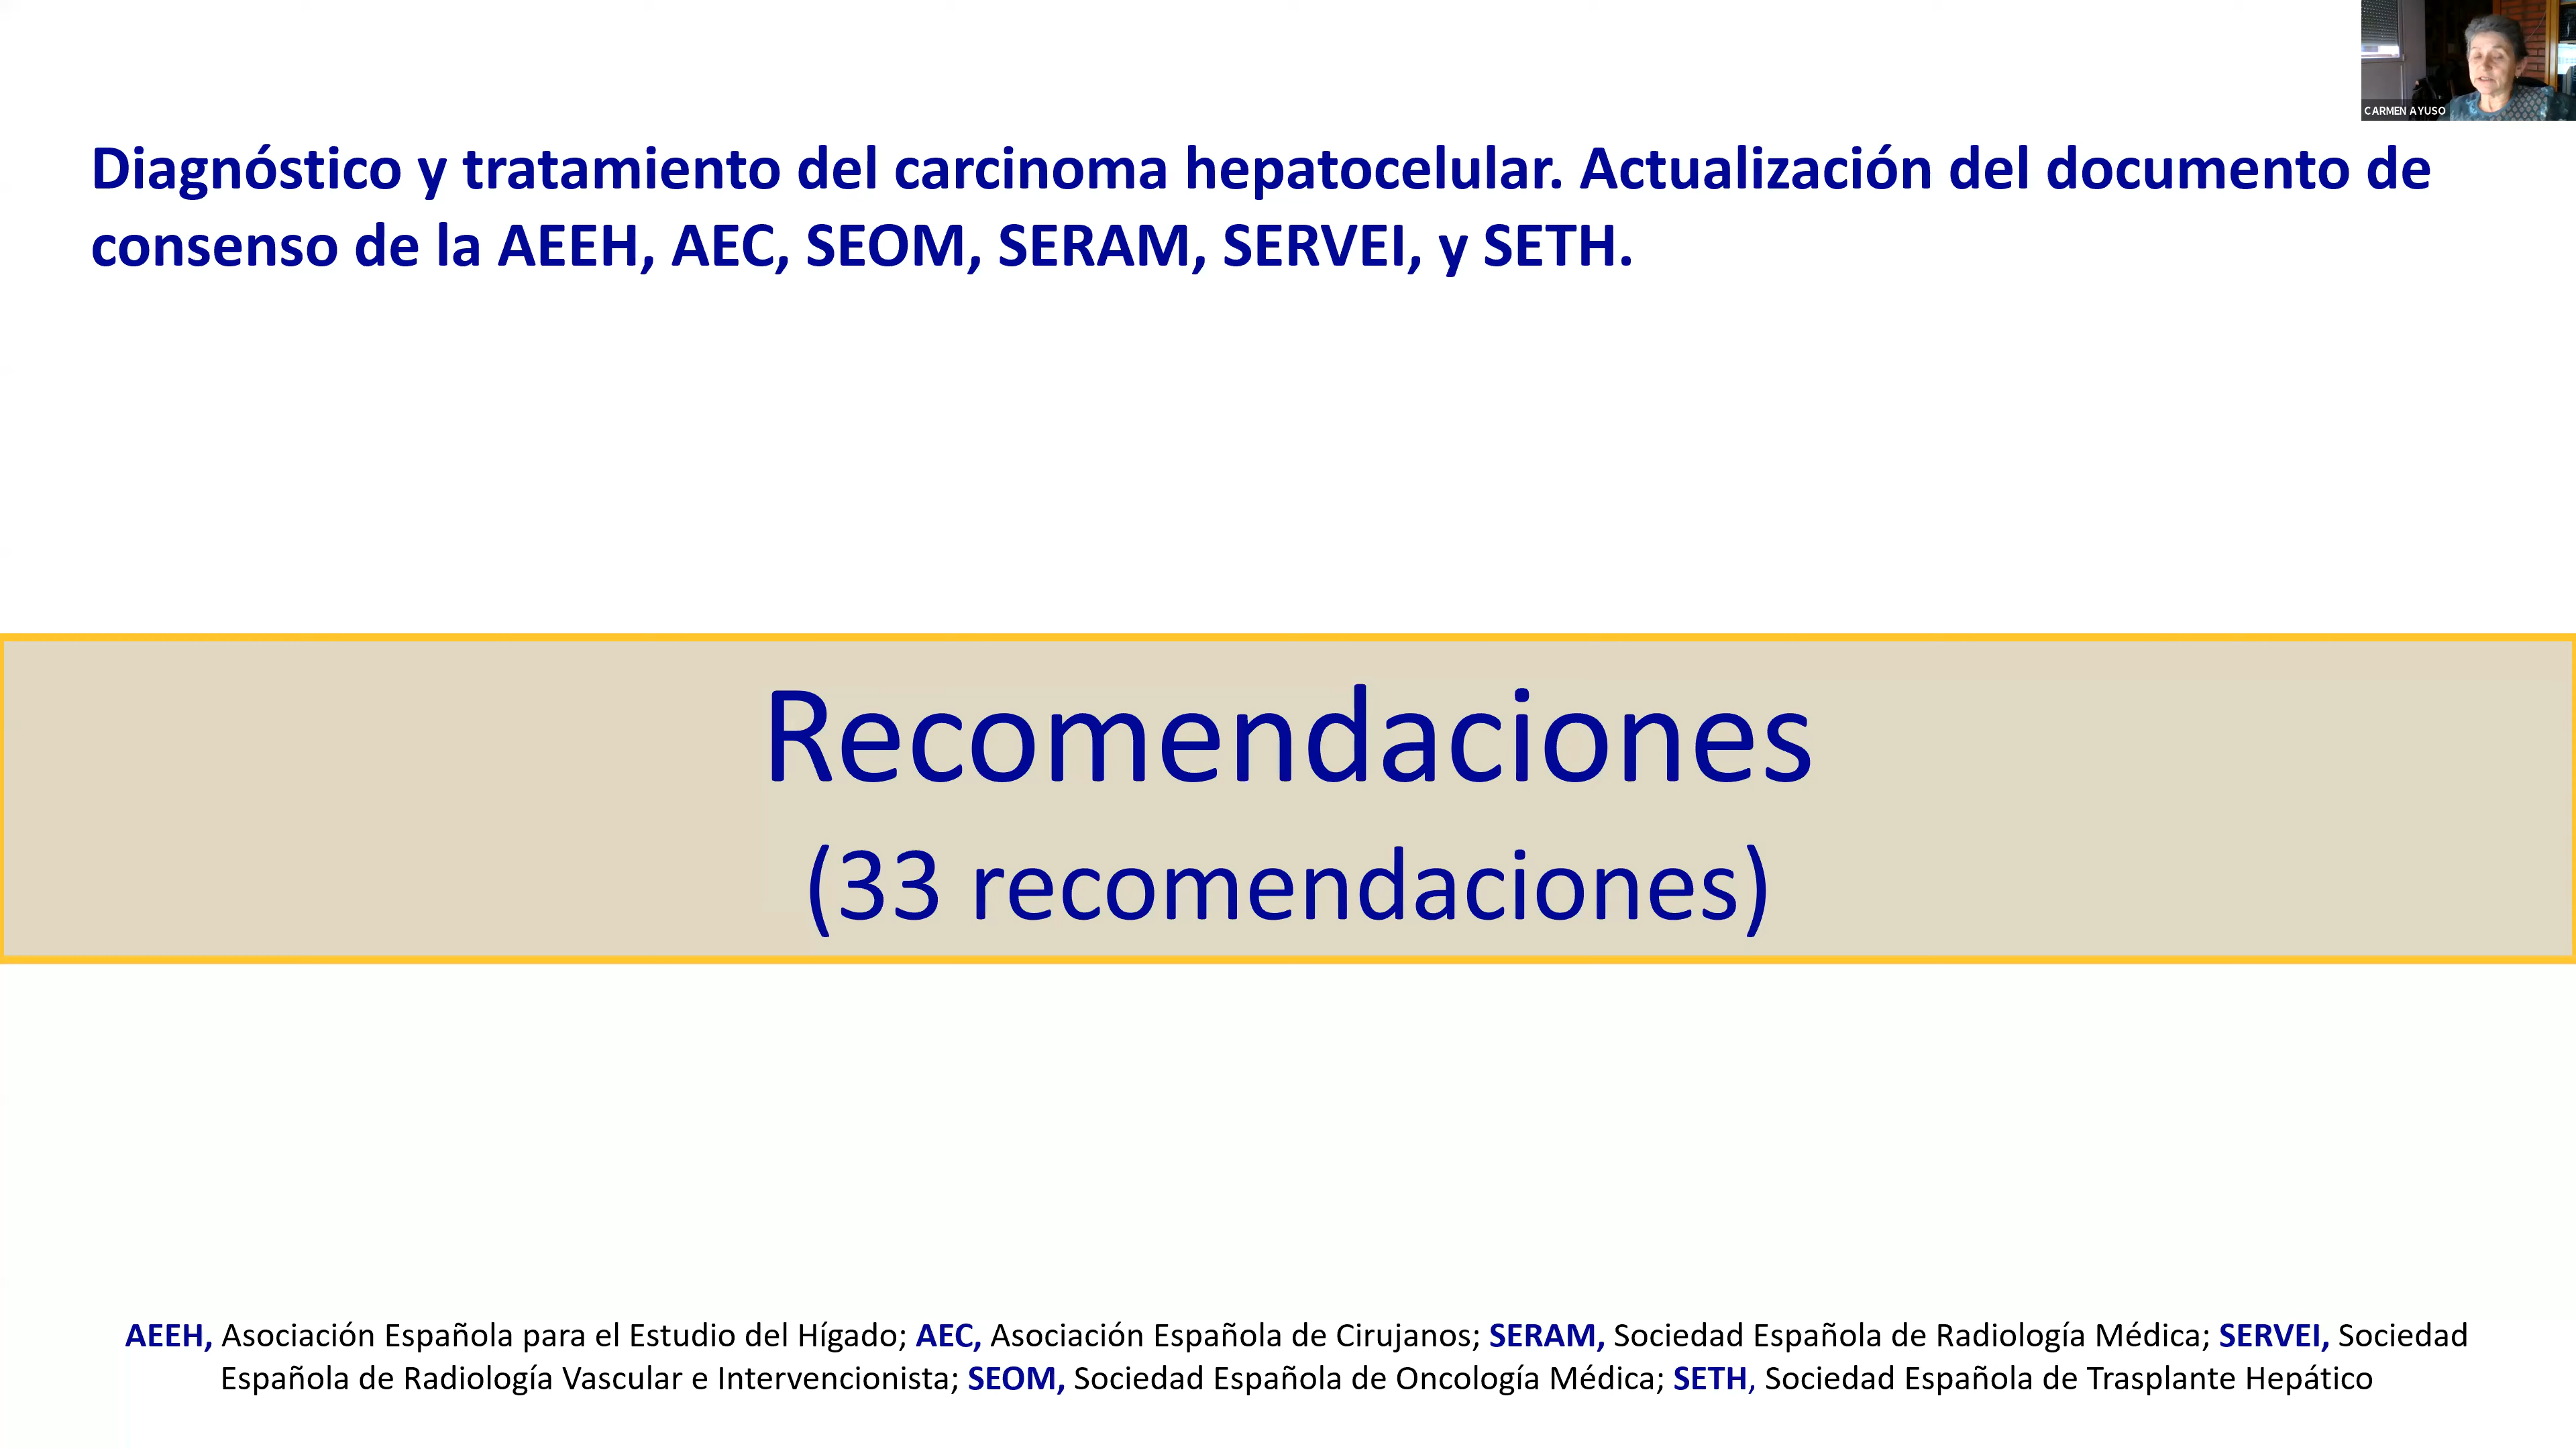 CARMEN AYUSO
Diagnóstico y tratamiento del carcinoma hepatocelular. Actualización del documento de
consenso de la AEEH, AEC, SEOM, SERAM, SERVEI, y SETH.
Recomendaciones
(33 recomendaciones)
AEEH, Asociación Española para el Estudio del Hígado; AEC, Asociación Española de Cirujanos; SERAM, Sociedad Española de Radiología Médica; SERVEI, Sociedad
Española de Radiología Vascular e Intervencionista; SEOM, Sociedad Española de Oncología Médica; SETH, Sociedad Española de Trasplante Hepático